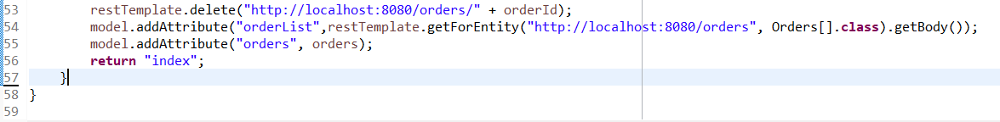 53 restTemplate.delete("http://localhost:8080/orders/" + orderId);
54 model.addAttribute("orderList",restTemplate.getForEntity("http://localhost:8080/orders", Orders[].class).getBody());
55 model.addAttribute("orders", orders);
56 return "index";
57 }
58 }
59